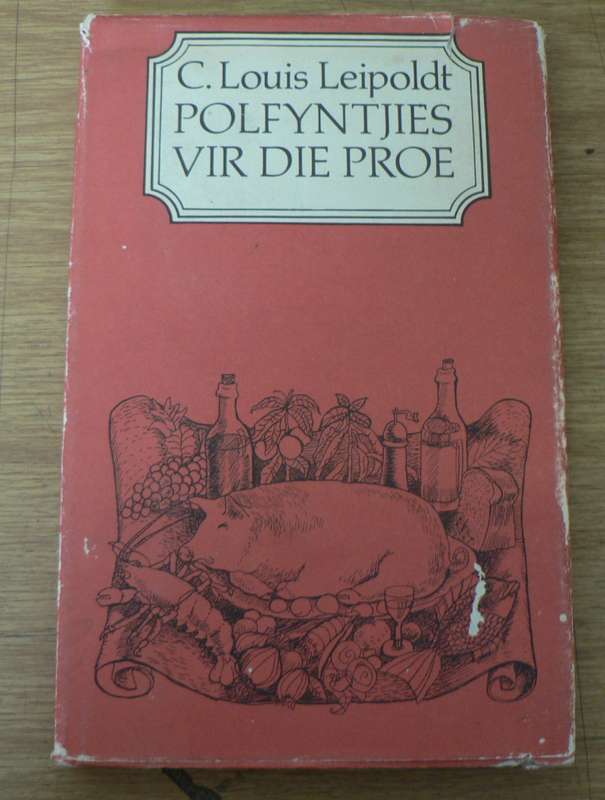 C. Louis Leipoldt
POLFYNTJIES
VIR DIE PROE